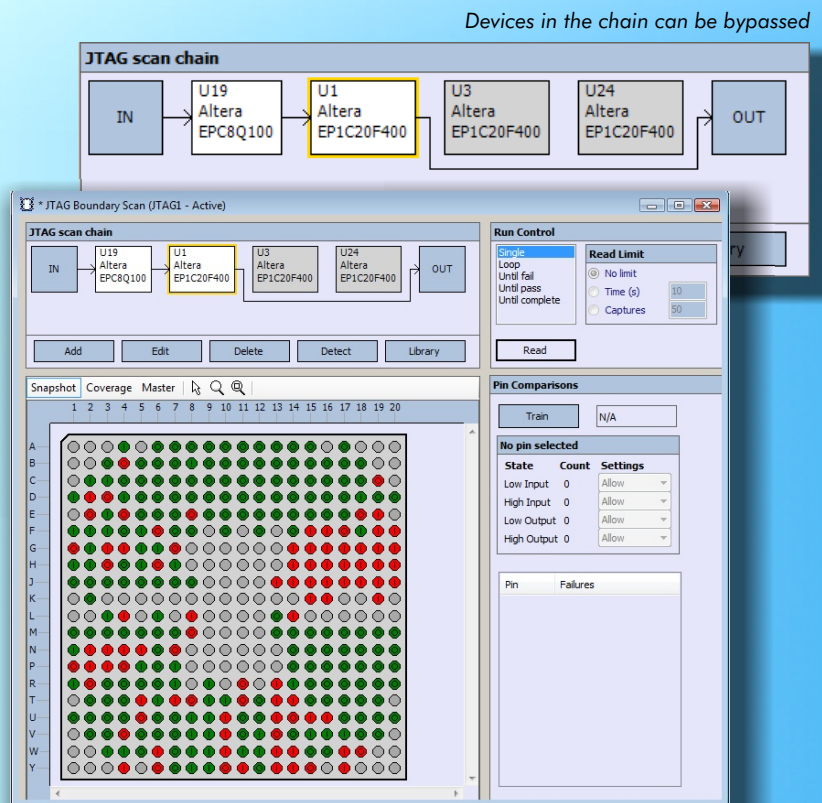 Devices in the chain can be bypassed
JTAG scan chain
IN
U19
Altera
EPC8Q100
U1
Altera
EP1C20F400
U3
Altera
EP1C20F400
U24
Altera
EP1C20F400
OUT
* JTAG Boundary Scan (JTAG1 - Active)
JTAG scan chain
IN
U19
Altera
EPC8Q100
U1
Altera
EP1C20F400
U3
Altera
EP1C20F400
U24
Altera
EP1C20F400
OUT
Add Edit Delete Detect Library
Run Control
Single
Loop
Until fail
Until pass
Until complete
Read Limit
No limit
Time (s) 10
Captures 50
Read
Snapshot Coverage Master
1 2 3 4 5 6 7 8 9 10 11 12 13 14 15 16 17 18 19 20
A
B
C
D
E
F
G
H
J
K
L
M
N
P
R
T
U
V
W
Y
Pin Comparisons
Train N/A
No pin selected
State Count Settings
Low Input 0 Allow
High Input 0 Allow
Low Output 0 Allow
High Output 0 Allow
Pin Failures